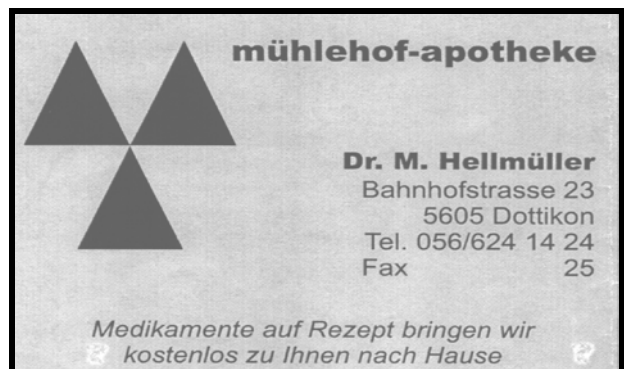 mühlehof-apotheke
Dr. M. Hellmüller
Bahnhofstrasse 23
5605 Dottikon
Tel. 056/624 14 24
Fax 25
Medikamente auf Rezept bringen wir
kostenlos zu Ihnen nach Hause